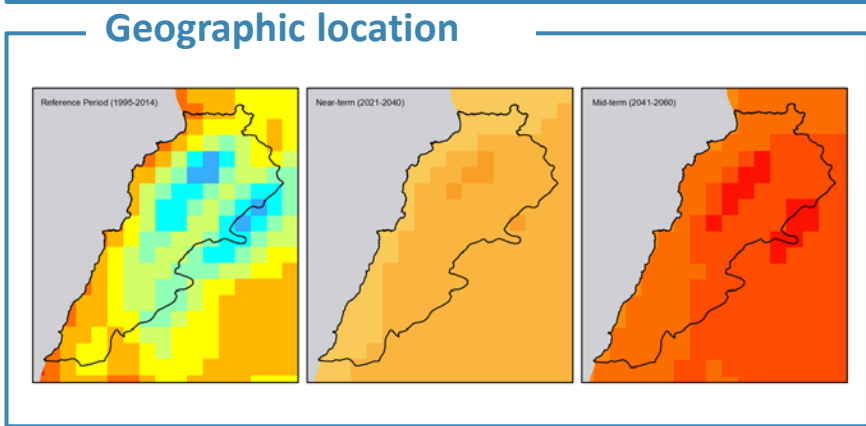 Geographic location
Reference Period (1995-2014)
Near-term (2021-2040)
Mid-term (2041-2060)